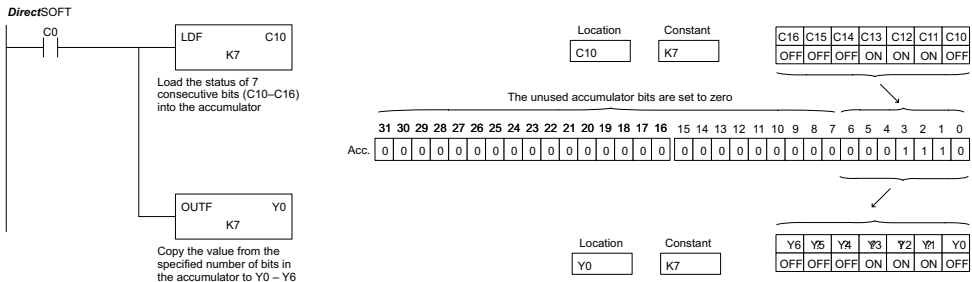 DirectSOFT
C0
LDF C10
K7
Load the status of 7
consecutive bits (C10–C16)
into the accumulator
Location Constant
C10 K7
C16 C15 C14 C13 C12 C11 C10
OFF OFF OFF ON ON ON OFF
The unused accumulator bits are set to zero
31 30 29 28 27 26 25 24 23 22 21 20 19 18 17 16 15 14 13 12 11 10 9 8 7 6 5 4 3 2 1 0
Acc. 0 0 0 0 0 0 0 0 0 0 0 0 0 0 0 0 0 0 0 0 0 0 0 0 0 0 0 0 1 1 1 0
OUTF Y0
K7
Copy the value from the
specified number of bits in
the accumulator to Y0 – Y6
Location Constant
Y0 K7
Y6 Y5 Y4 Y3 Y2 Y1 Y0
OFF OFF OFF ON ON ON OFF